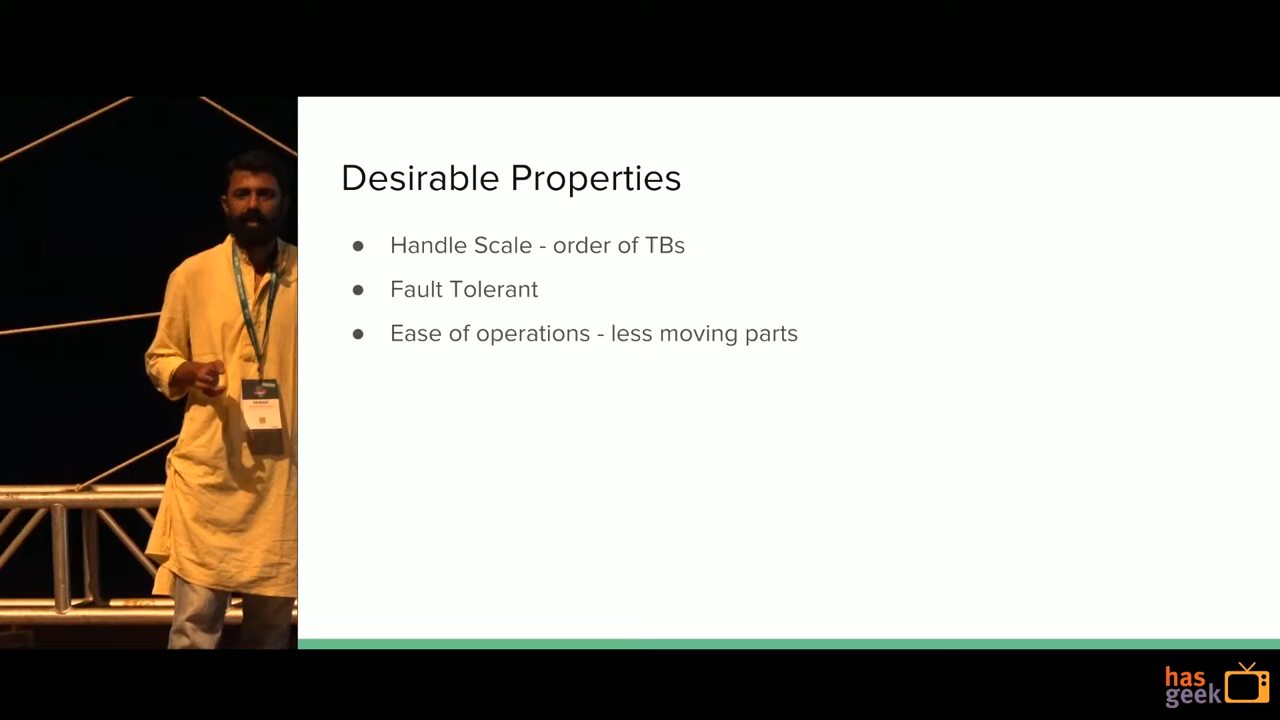 Desirable Properties
● Handle Scale - order of TBs
● Fault Tolerant
● Ease of operations - less moving parts
has
geek